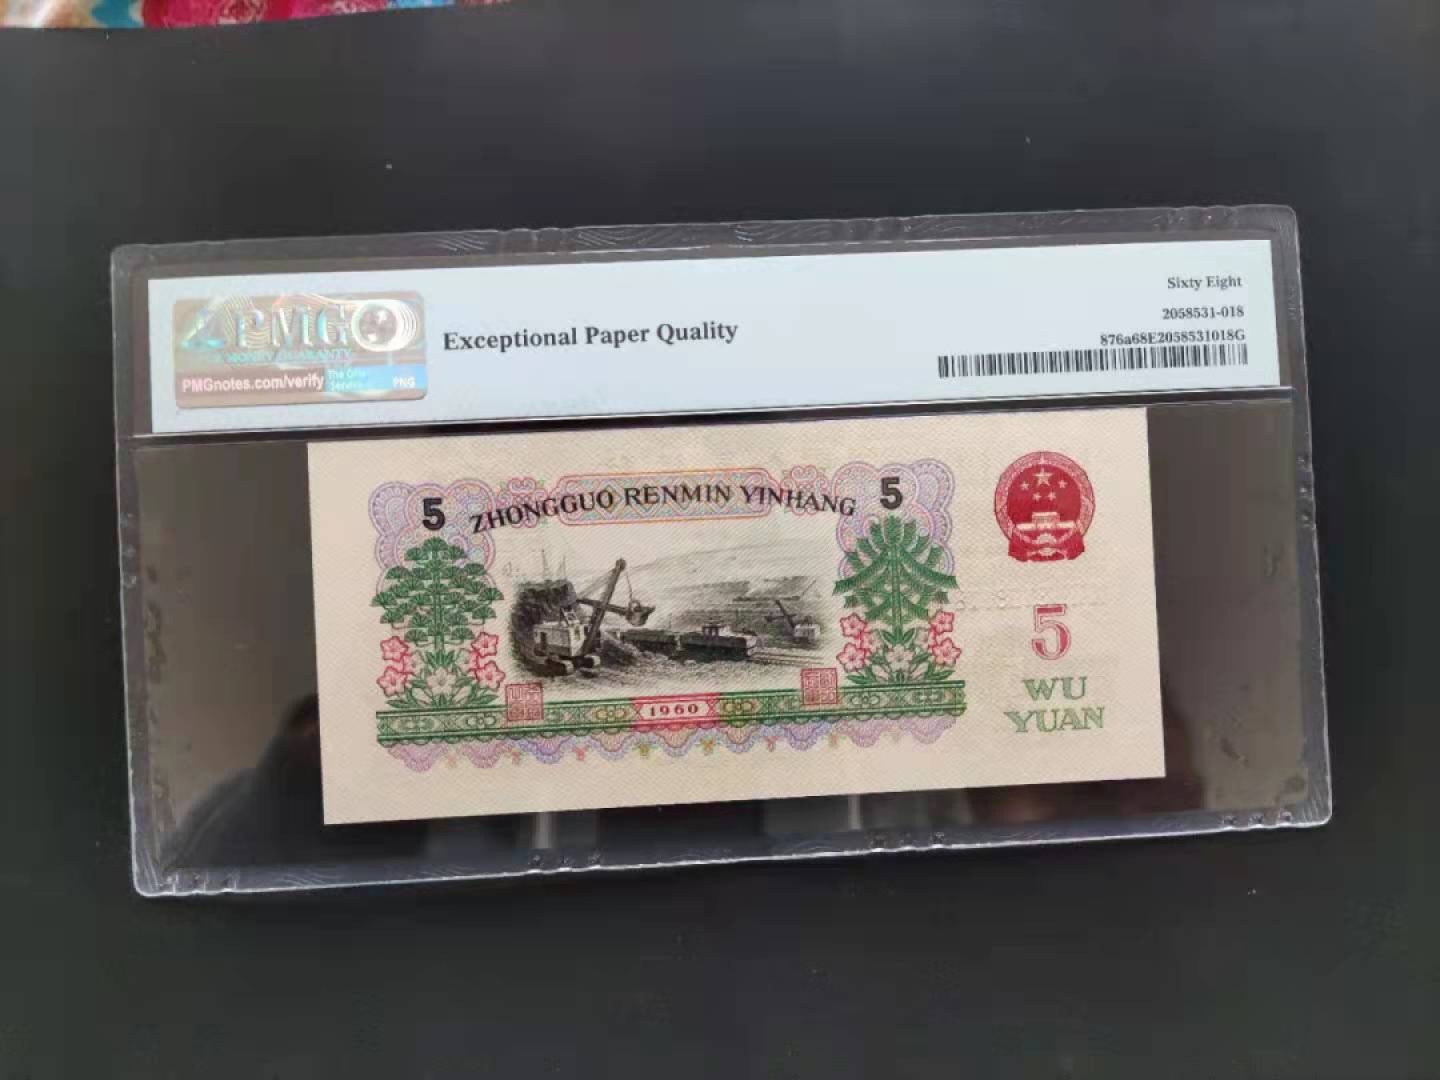 Sixty Eight
2058531-018
876a68E2058531018G
PMG
Exceptional Paper Quality
PMGnotes.com/verify
PNG
5 ZHONGGUO RENMIN YINHANG 5
5
WU
YUAN
1960